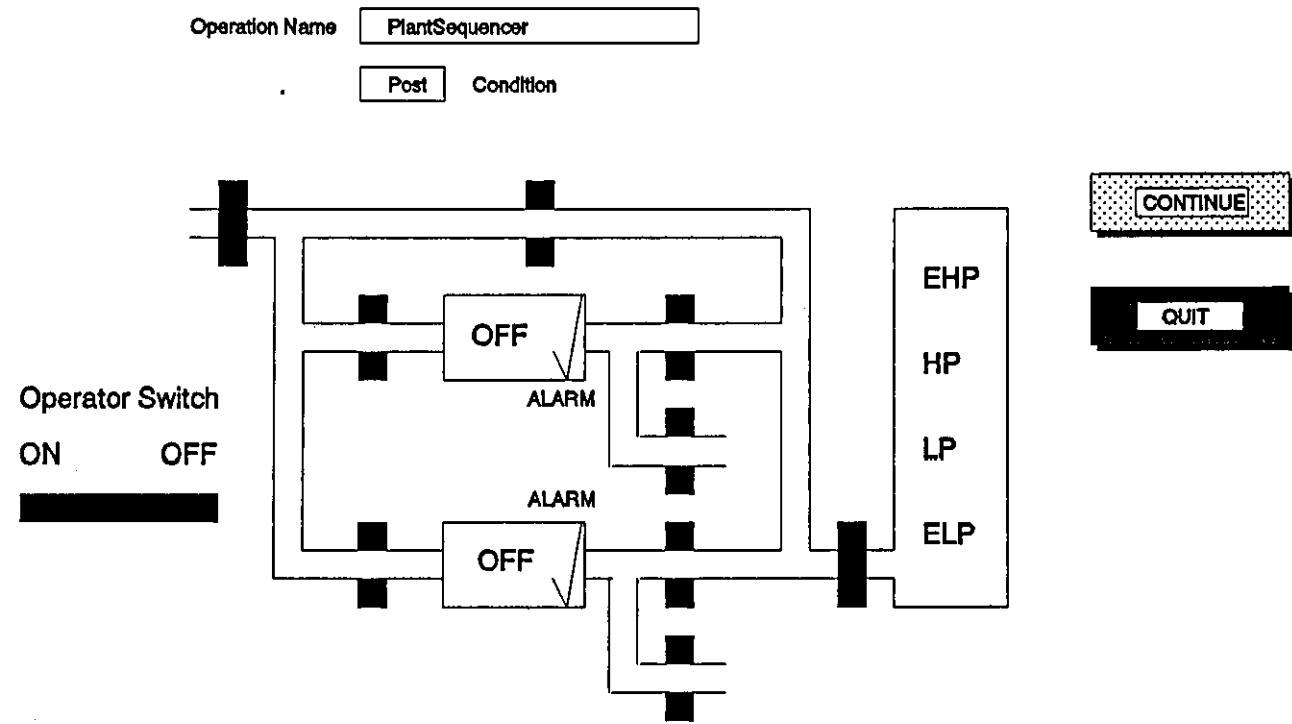 Operation Name PlantSequencer
Post Condition
CONTINUE
EHP
QUIT
OFF
HP
Operator Switch
ALARM
ON OFF
LP
ALARM
ELP
OFF